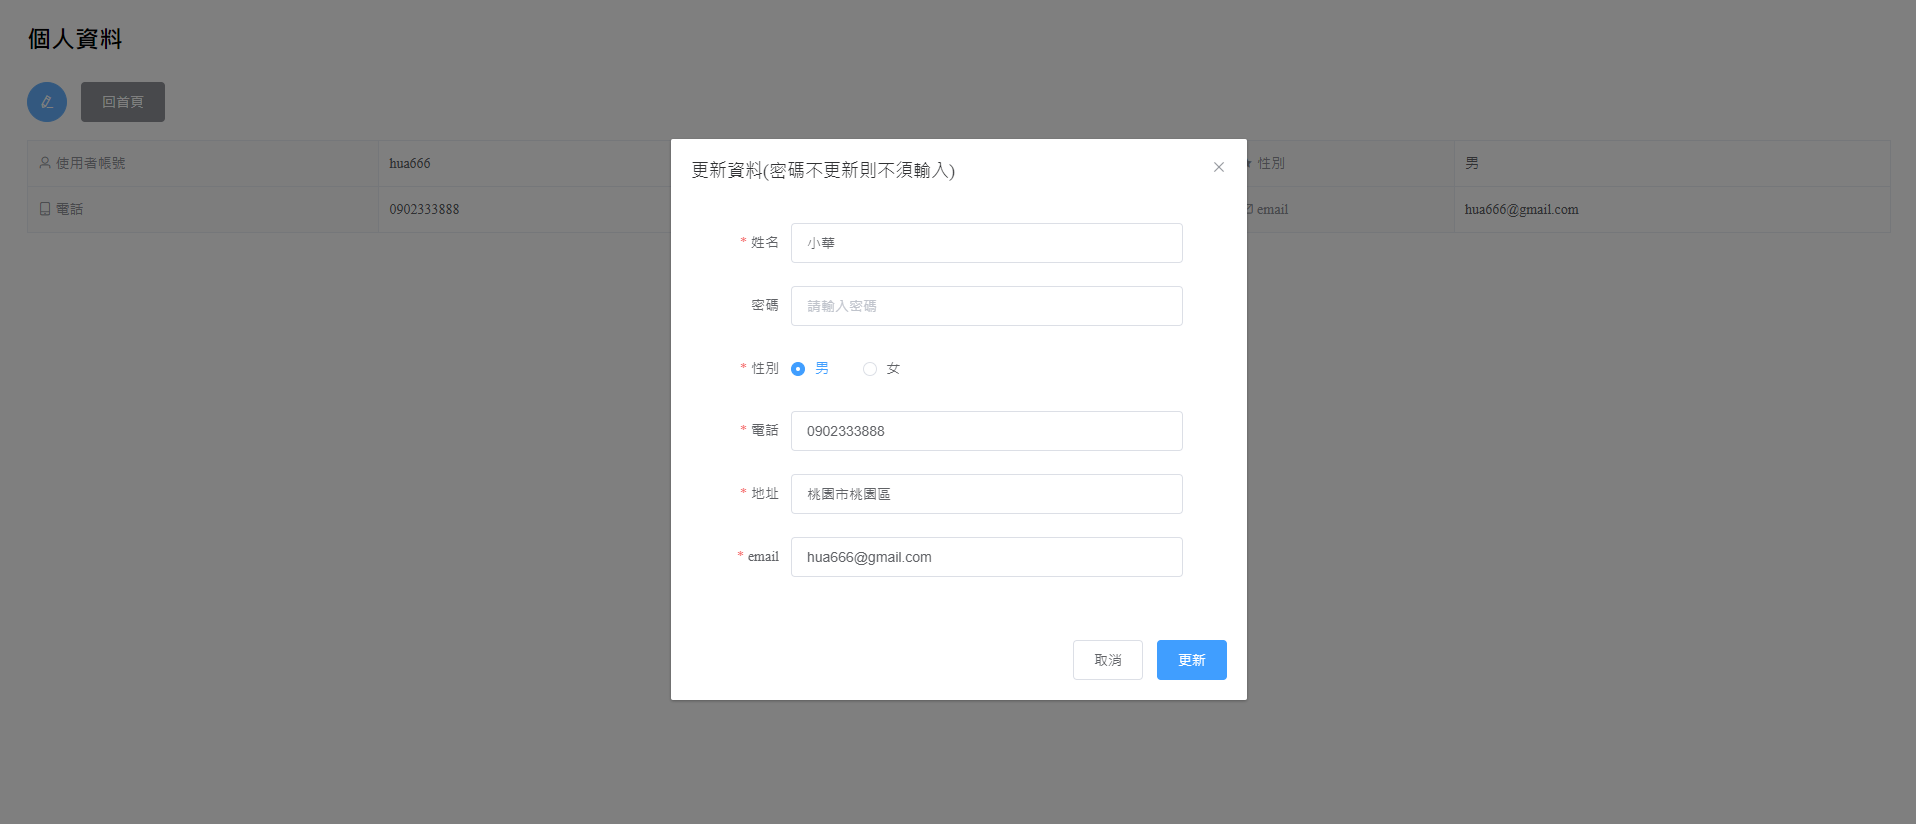 個人資料
回首頁
使用者帳號 hua666 性別 男
電話 0902333888 email hua666@gmail.com
更新資料(密碼不更新則不須輸入)
* 姓名 小華
密碼 請輸入密碼
* 性別 男 女
* 電話 0902333888
* 地址 桃園市桃園區
* email hua666@gmail.com
取消 更新